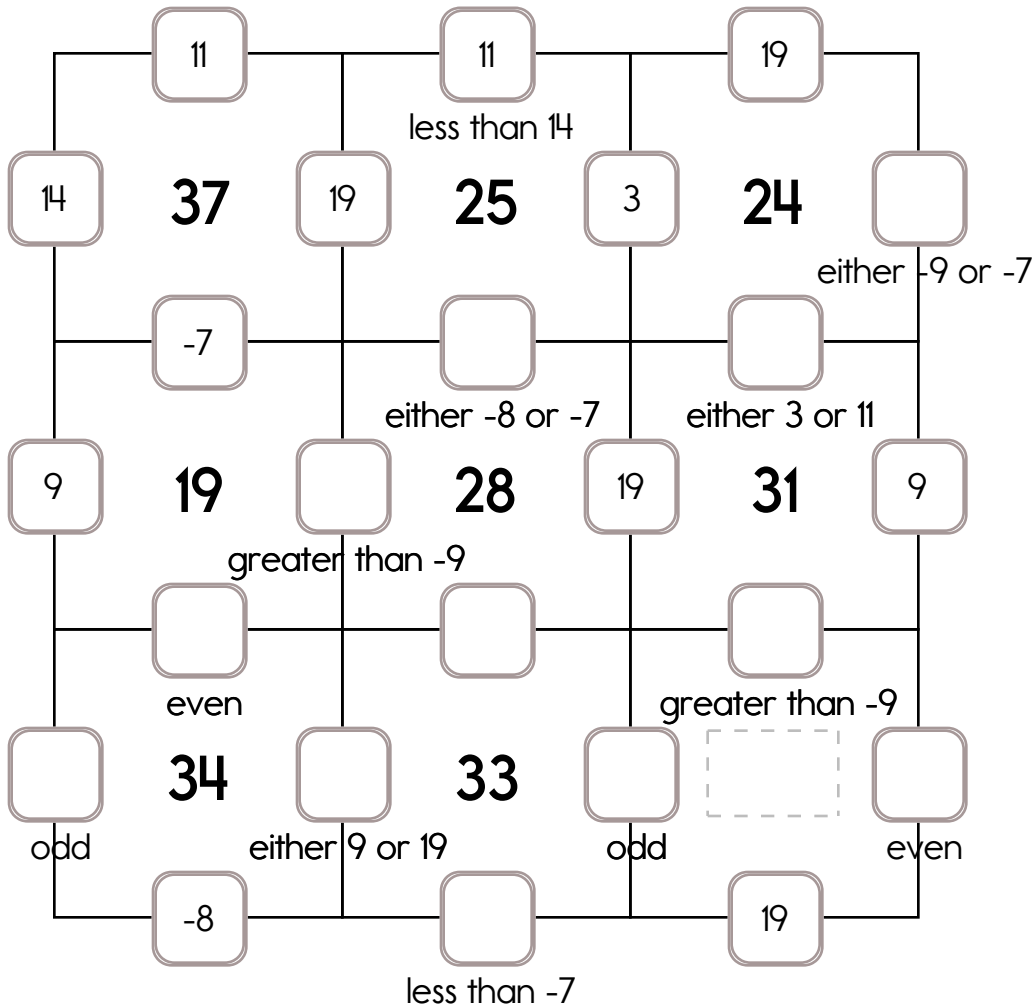 11 11 19
less than 14
14 37 19 25 3 24
either -9 or -7
-7
either -8 or -7 either 3 or 11
9 19 28 19 31 9
greater than -9
even greater than -9
34 33
odd either 9 or 19 odd even
-8 19
less than -7